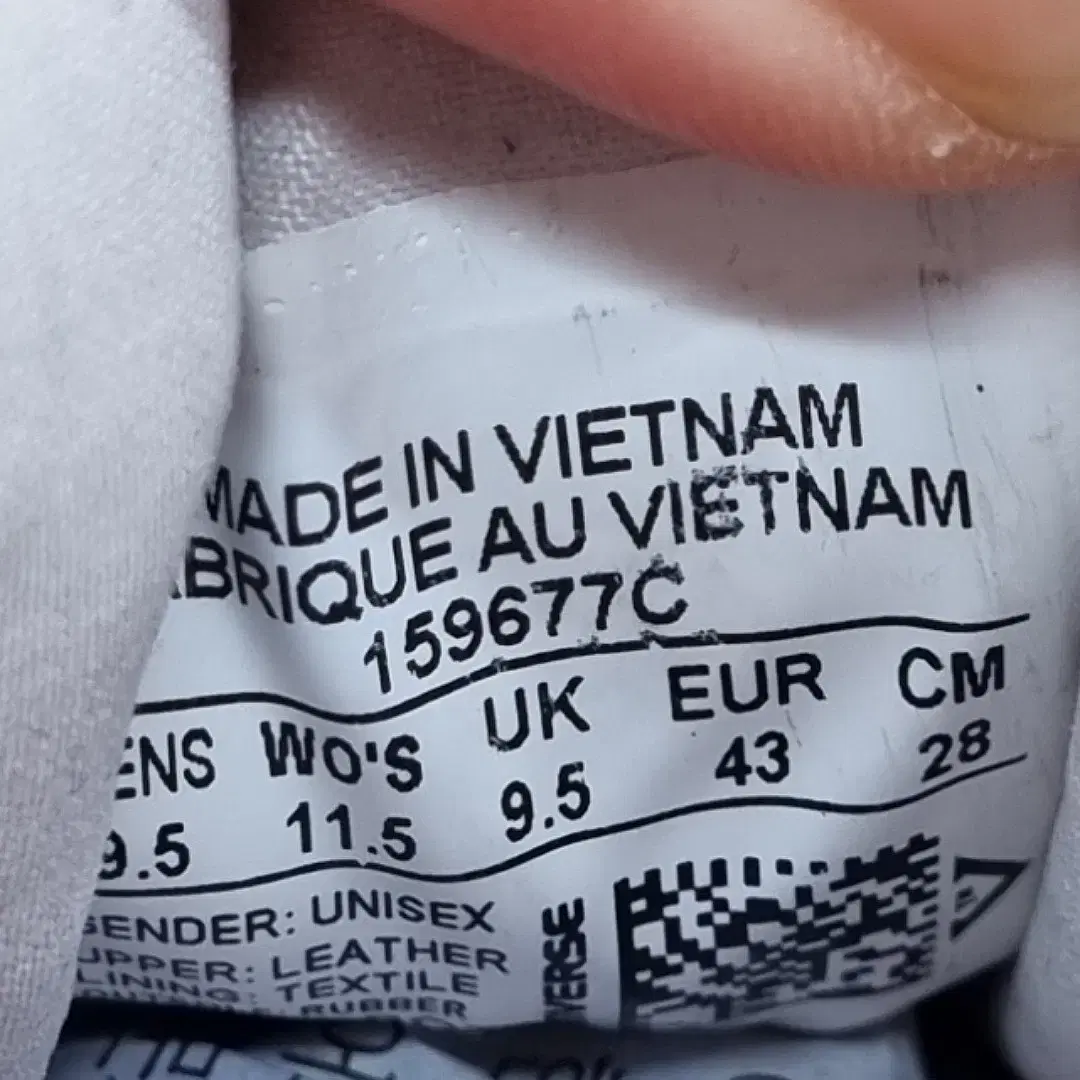 MADE IN VIETNAM
ABRIQUE AU VIETNAM
159677C
ENS WO'S UK EUR CM
9.5 11.5 9.5 43 28
GENDER: UNISEX
UPPER: LEATHER
LINING: TEXTILE
RUBBER
VERSE